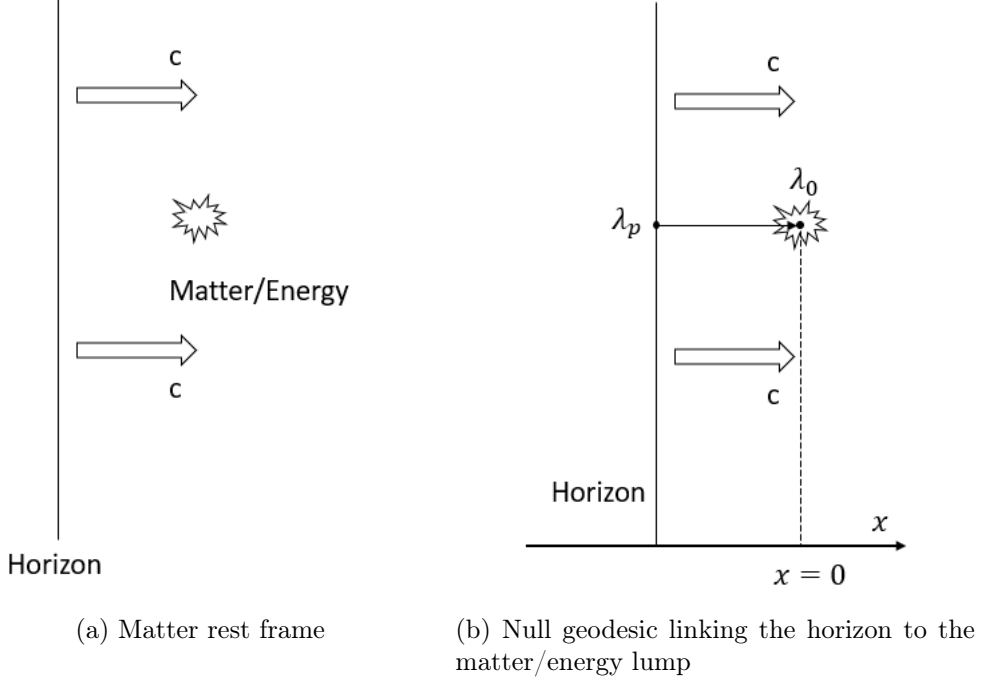 c
Matter/Energy
c
Horizon
(a) Matter rest frame
c
λ₀
λₚ
c
Horizon
x
x = 0
(b) Null geodesic linking the horizon to the
matter/energy lump